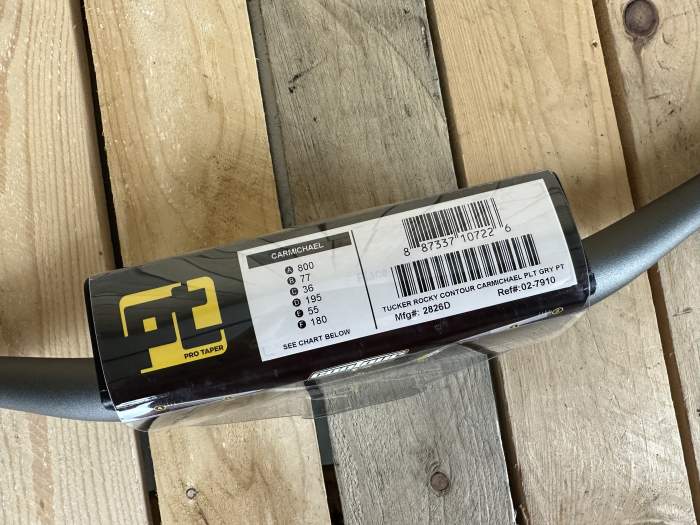 PRO TAPER
CARMICHAEL
A 800
B 77
C 36
D 195
E 55
F 180
SEE CHART BELOW
8 87337 10722 6
TUCKER ROCKY CONTOUR CARMICHAEL PLT GRY PT
Mfg#: 2826D
Ref#:02-7910